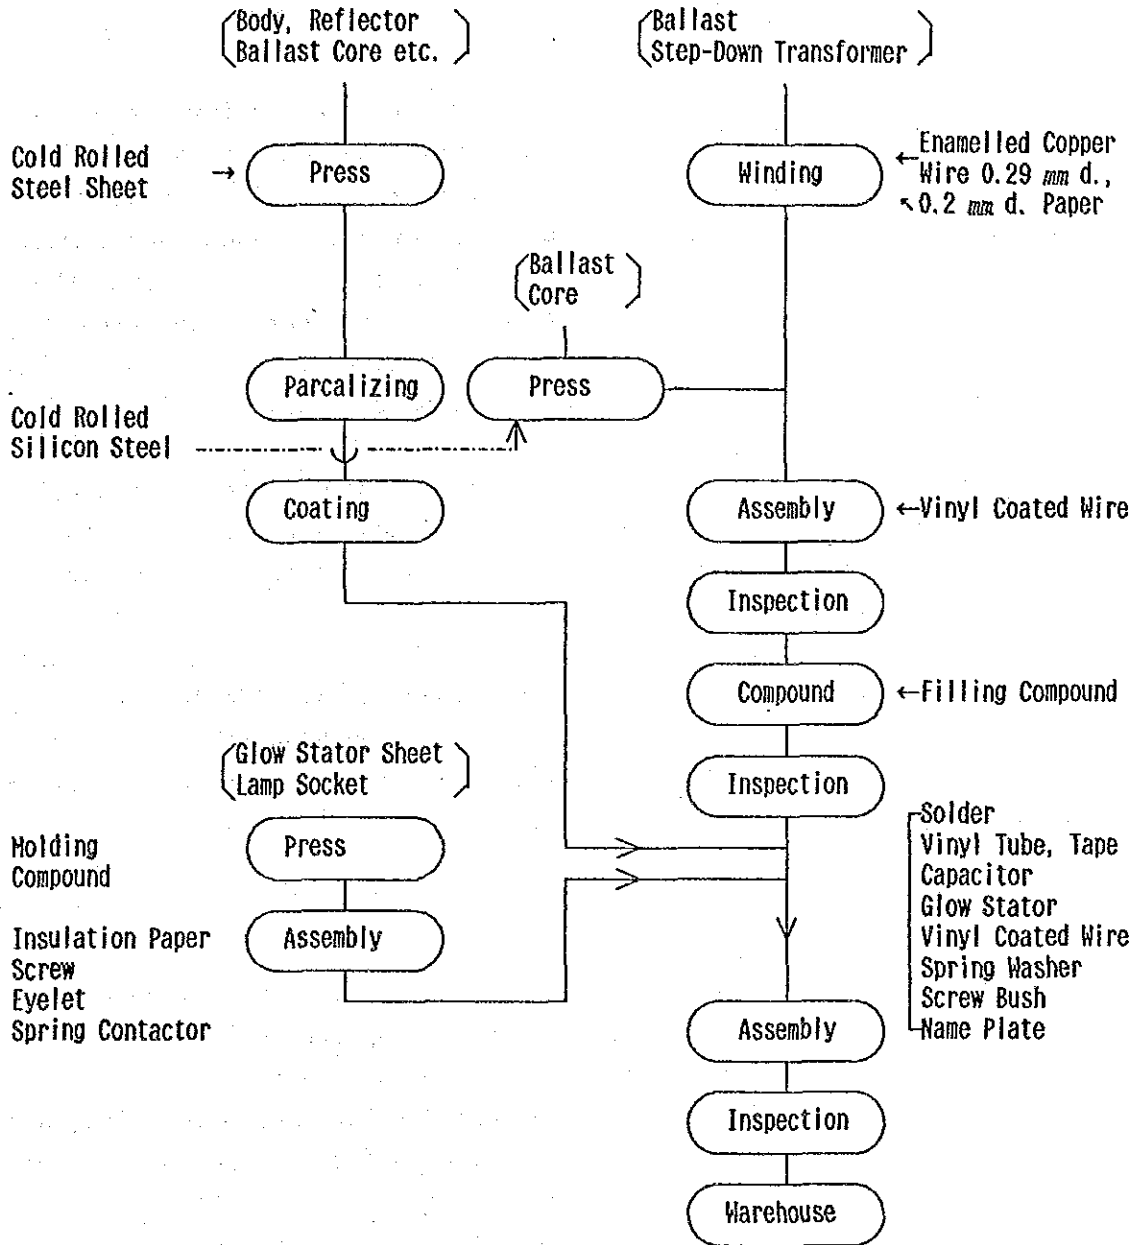 Body, Reflector
Ballast Core etc.
Ballast
Step-Down Transformer
Cold Rolled
Steel Sheet
Press
Winding
Enamelled Copper
Wire 0.29 mm d.,
0.2 mm d. Paper
Ballast
Core
Parcalizing
Press
Cold Rolled
Silicon Steel
Coating
Assembly
Vinyl Coated Wire
Inspection
Compound
Filling Compound
Glow Stator Sheet
Lamp Socket
Inspection
Molding
Compound
Press
Solder
Vinyl Tube, Tape
Capacitor
Glow Stator
Vinyl Coated Wire
Spring Washer
Screw Bush
Name Plate
Insulation Paper
Screw
Eyelet
Spring Contactor
Assembly
Assembly
Inspection
Warehouse